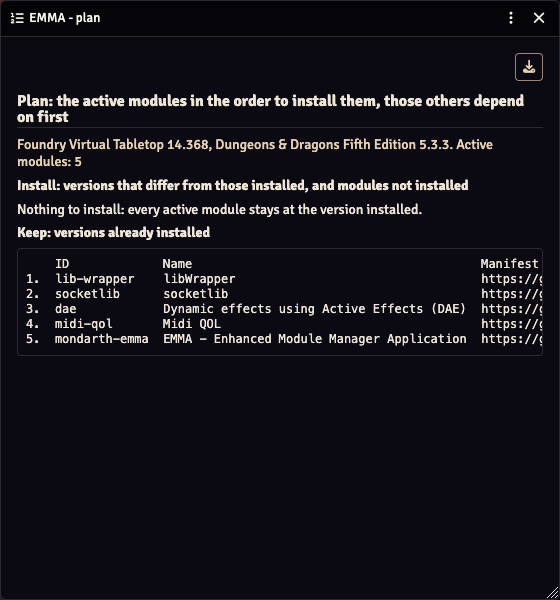 EMMA - plan
Plan: the active modules in the order to install them, those others depend
on first
Foundry Virtual Tabletop 14.368, Dungeons & Dragons Fifth Edition 5.3.3. Active
modules: 5
Install: versions that differ from those installed, and modules not installed
Nothing to install: every active module stays at the version installed.
Keep: versions already installed
ID Name Manifest
1. lib-wrapper libWrapper https://g
2. socketlib socketlib https://g
3. dae Dynamic effects using Active Effects (DAE) https://g
4. midi-qol Midi QOL https://g
5. mondarth-emma EMMA - Enhanced Module Manager Application https://g